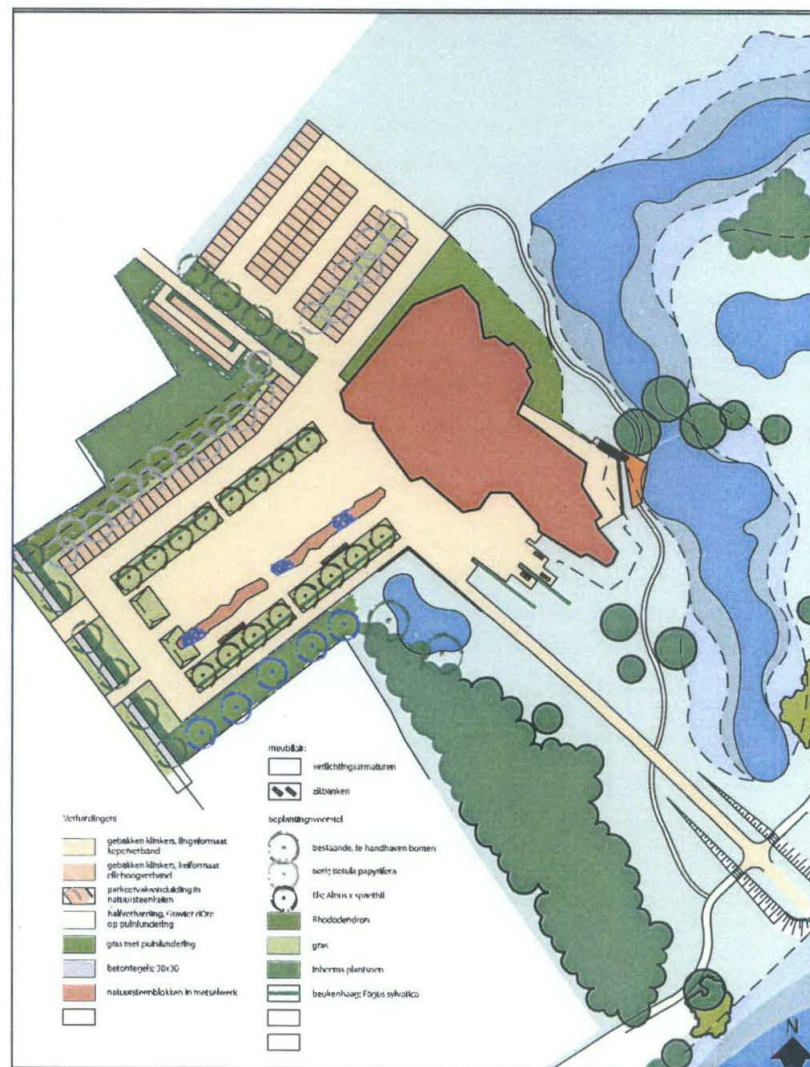 meubilair
verlichtingsarmaturen
zitbanken
Verhardingen
gebakken klinkers, lingeformaat
keperverband
gebakken klinkers, keiformaat
elleboogverband
parkeervakaanduiding in
natuursteenkeien
halfverharding, Gravier d'Or
op puinfundering
gras met puinfundering
betontegels: 30x30
natuursteenblokken in metselwerk
Beplantingsvoorstel
bestaande, te handhaven bomen
berk: Betula papyrifera
Els: Alnus x spaethii
Rhododendron
gras
inheems plantsoen
beukenhaag: Fagus sylvatica
N